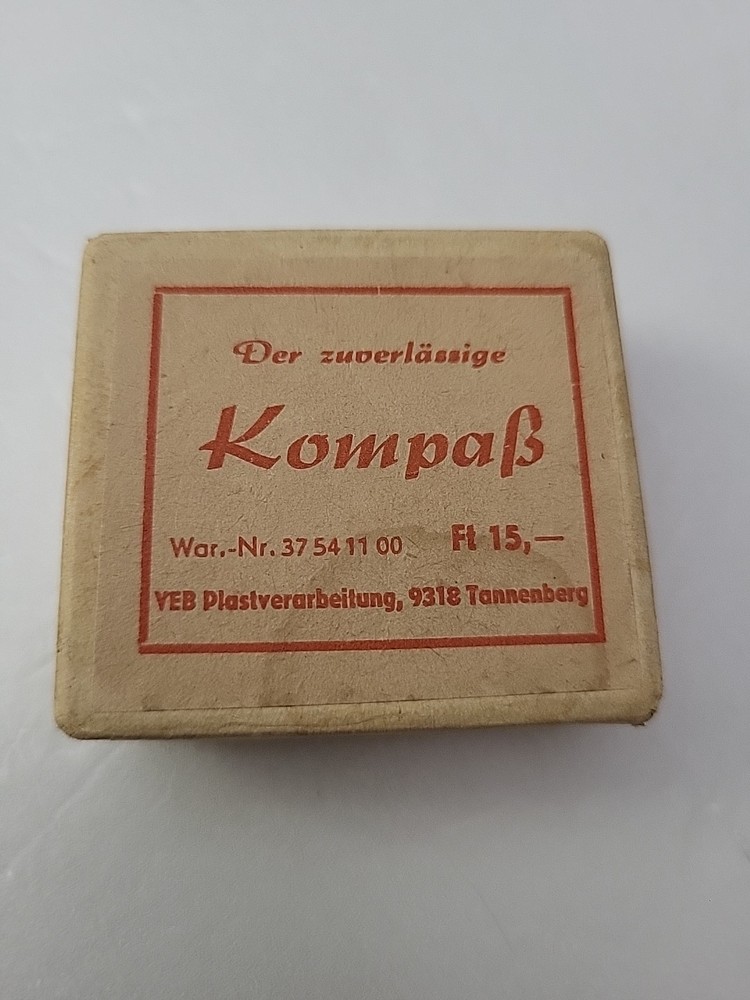 Der zuverlässige
Kompaß
War.-Nr. 37 54 11 00 Ft 15,—
VEB Plastverarbeitung, 9318 Tannenberg